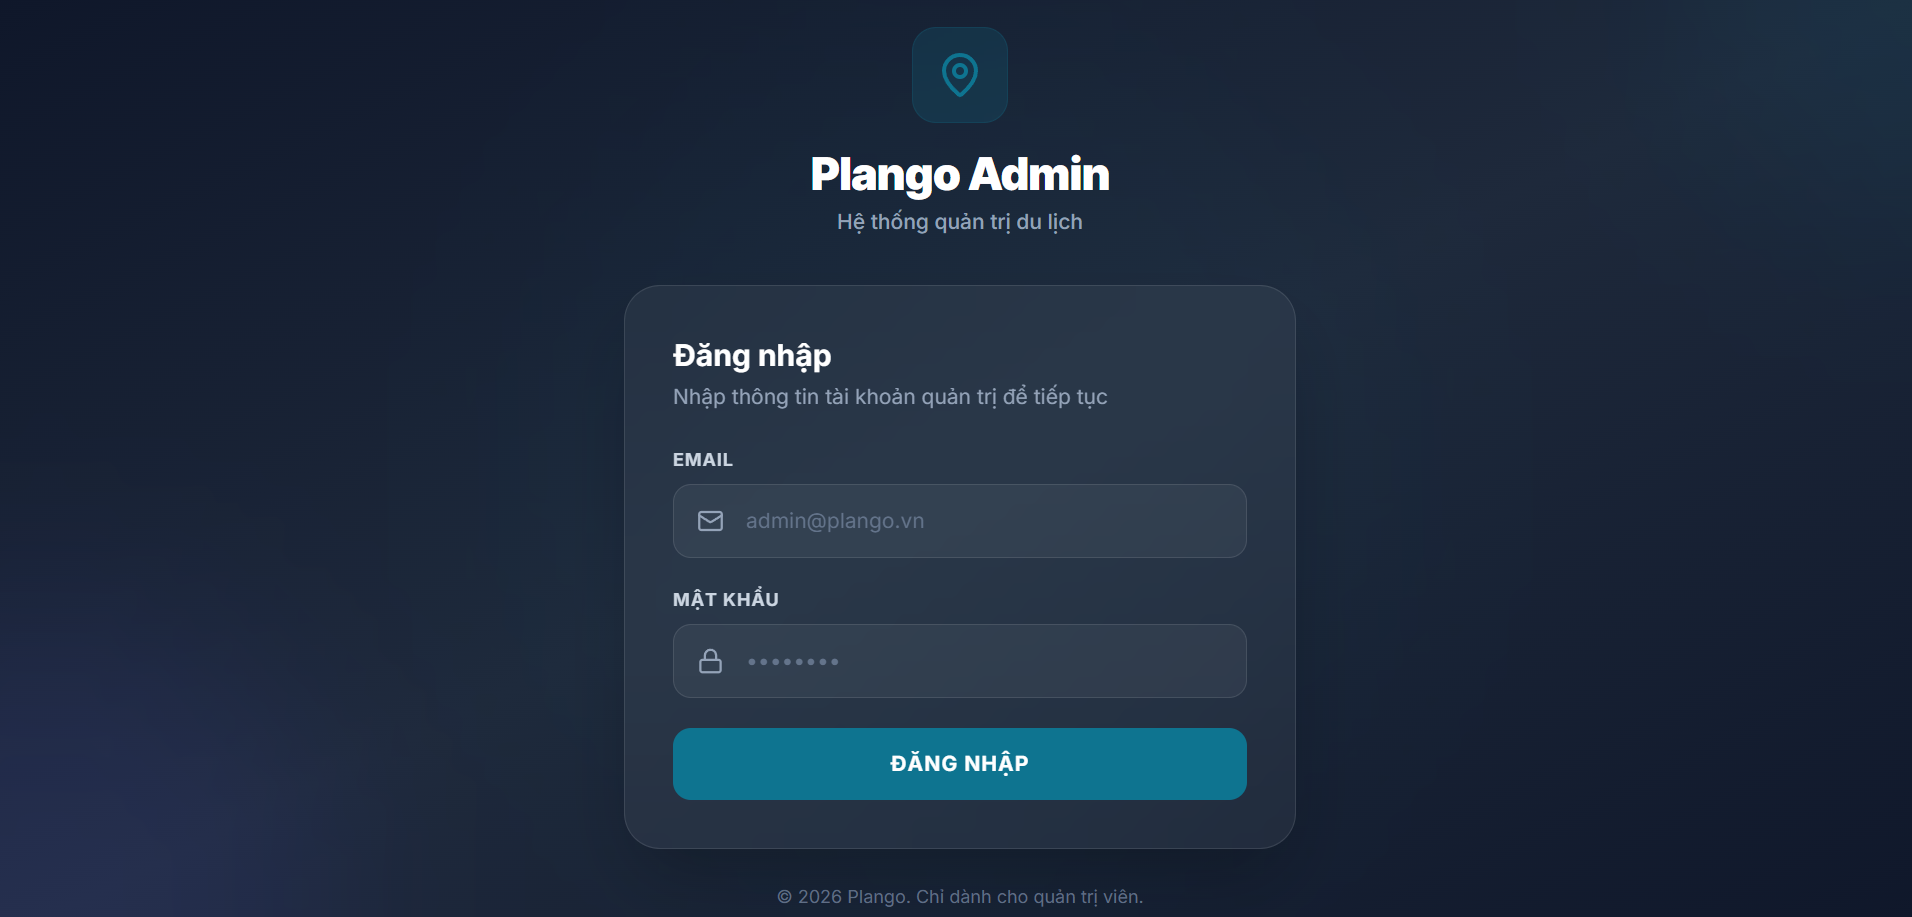 Plango Admin
Hệ thống quản trị du lịch
Đăng nhập
Nhập thông tin tài khoản quản trị để tiếp tục
EMAIL
admin@plango.vn
MẬT KHẨU
••••••••
ĐĂNG NHẬP
© 2026 Plango. Chỉ dành cho quản trị viên.